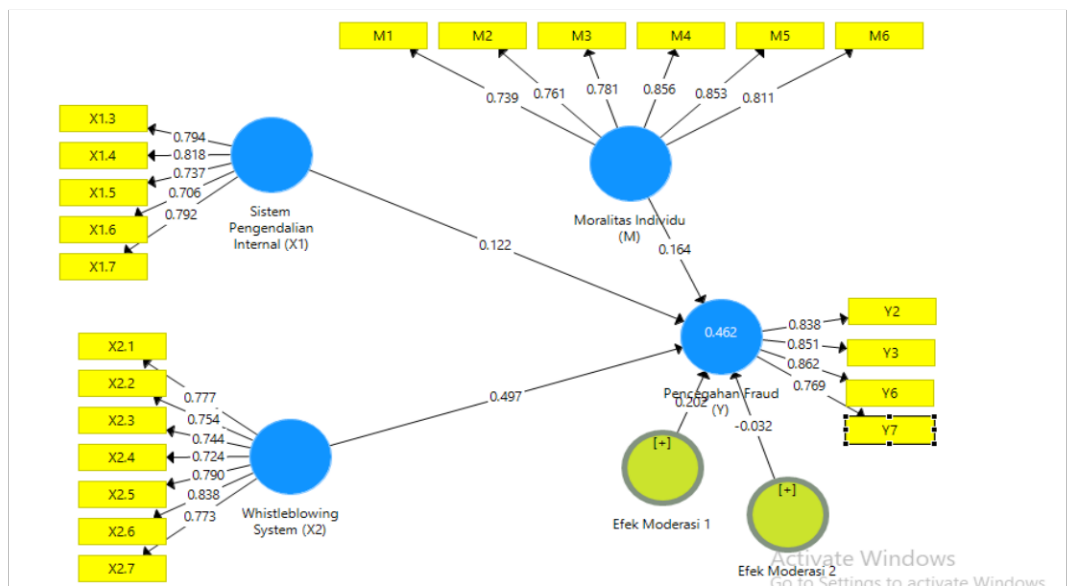 M1
M2
M3
M4
M5
M6
0.739
0.761
0.781
0.856
0.853
0.811
X1.3
X1.4
X1.5
X1.6
X1.7
0.794
0.818
0.737
0.706
0.792
Sistem
Pengendalian
Internal (X1)
Moralitas Individu
(M)
0.122
0.164
0.462
Pencegahan Fraud
(Y)
Y2
Y3
Y6
Y7
0.838
0.851
0.862
0.769
X2.1
X2.2
X2.3
X2.4
X2.5
X2.6
X2.7
0.777
0.754
0.744
0.724
0.790
0.838
0.773
Whistleblowing
System (X2)
0.497
0.202
-0.032
[+]
Efek Moderasi 1
[+]
Efek Moderasi 2
Activate Windows
Go to Settings to activate Windows.